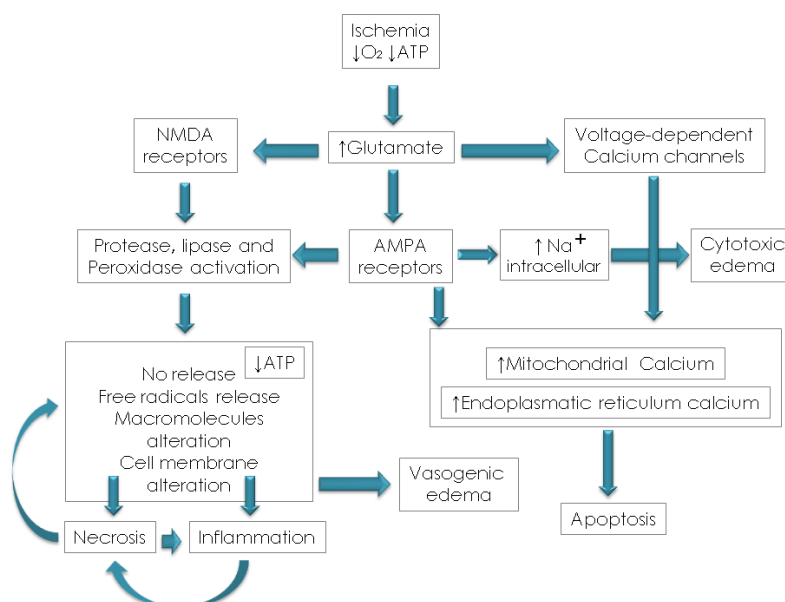 Ischemia
↓O₂ ↓ATP
NMDA
receptors
↑Glutamate
Voltage-dependent
Calcium channels
Protease, lipase and
Peroxidase activation
AMPA
receptors
↑Na⁺
intracellular
Cytotoxic
edema
↓ATP
No release
Free radicals release
Macromolecules
alteration
Cell membrane
alteration
↑Mitochondrial Calcium
↑Endoplasmatic reticulum calcium
Vasogenic
edema
Apoptosis
Necrosis
Inflammation